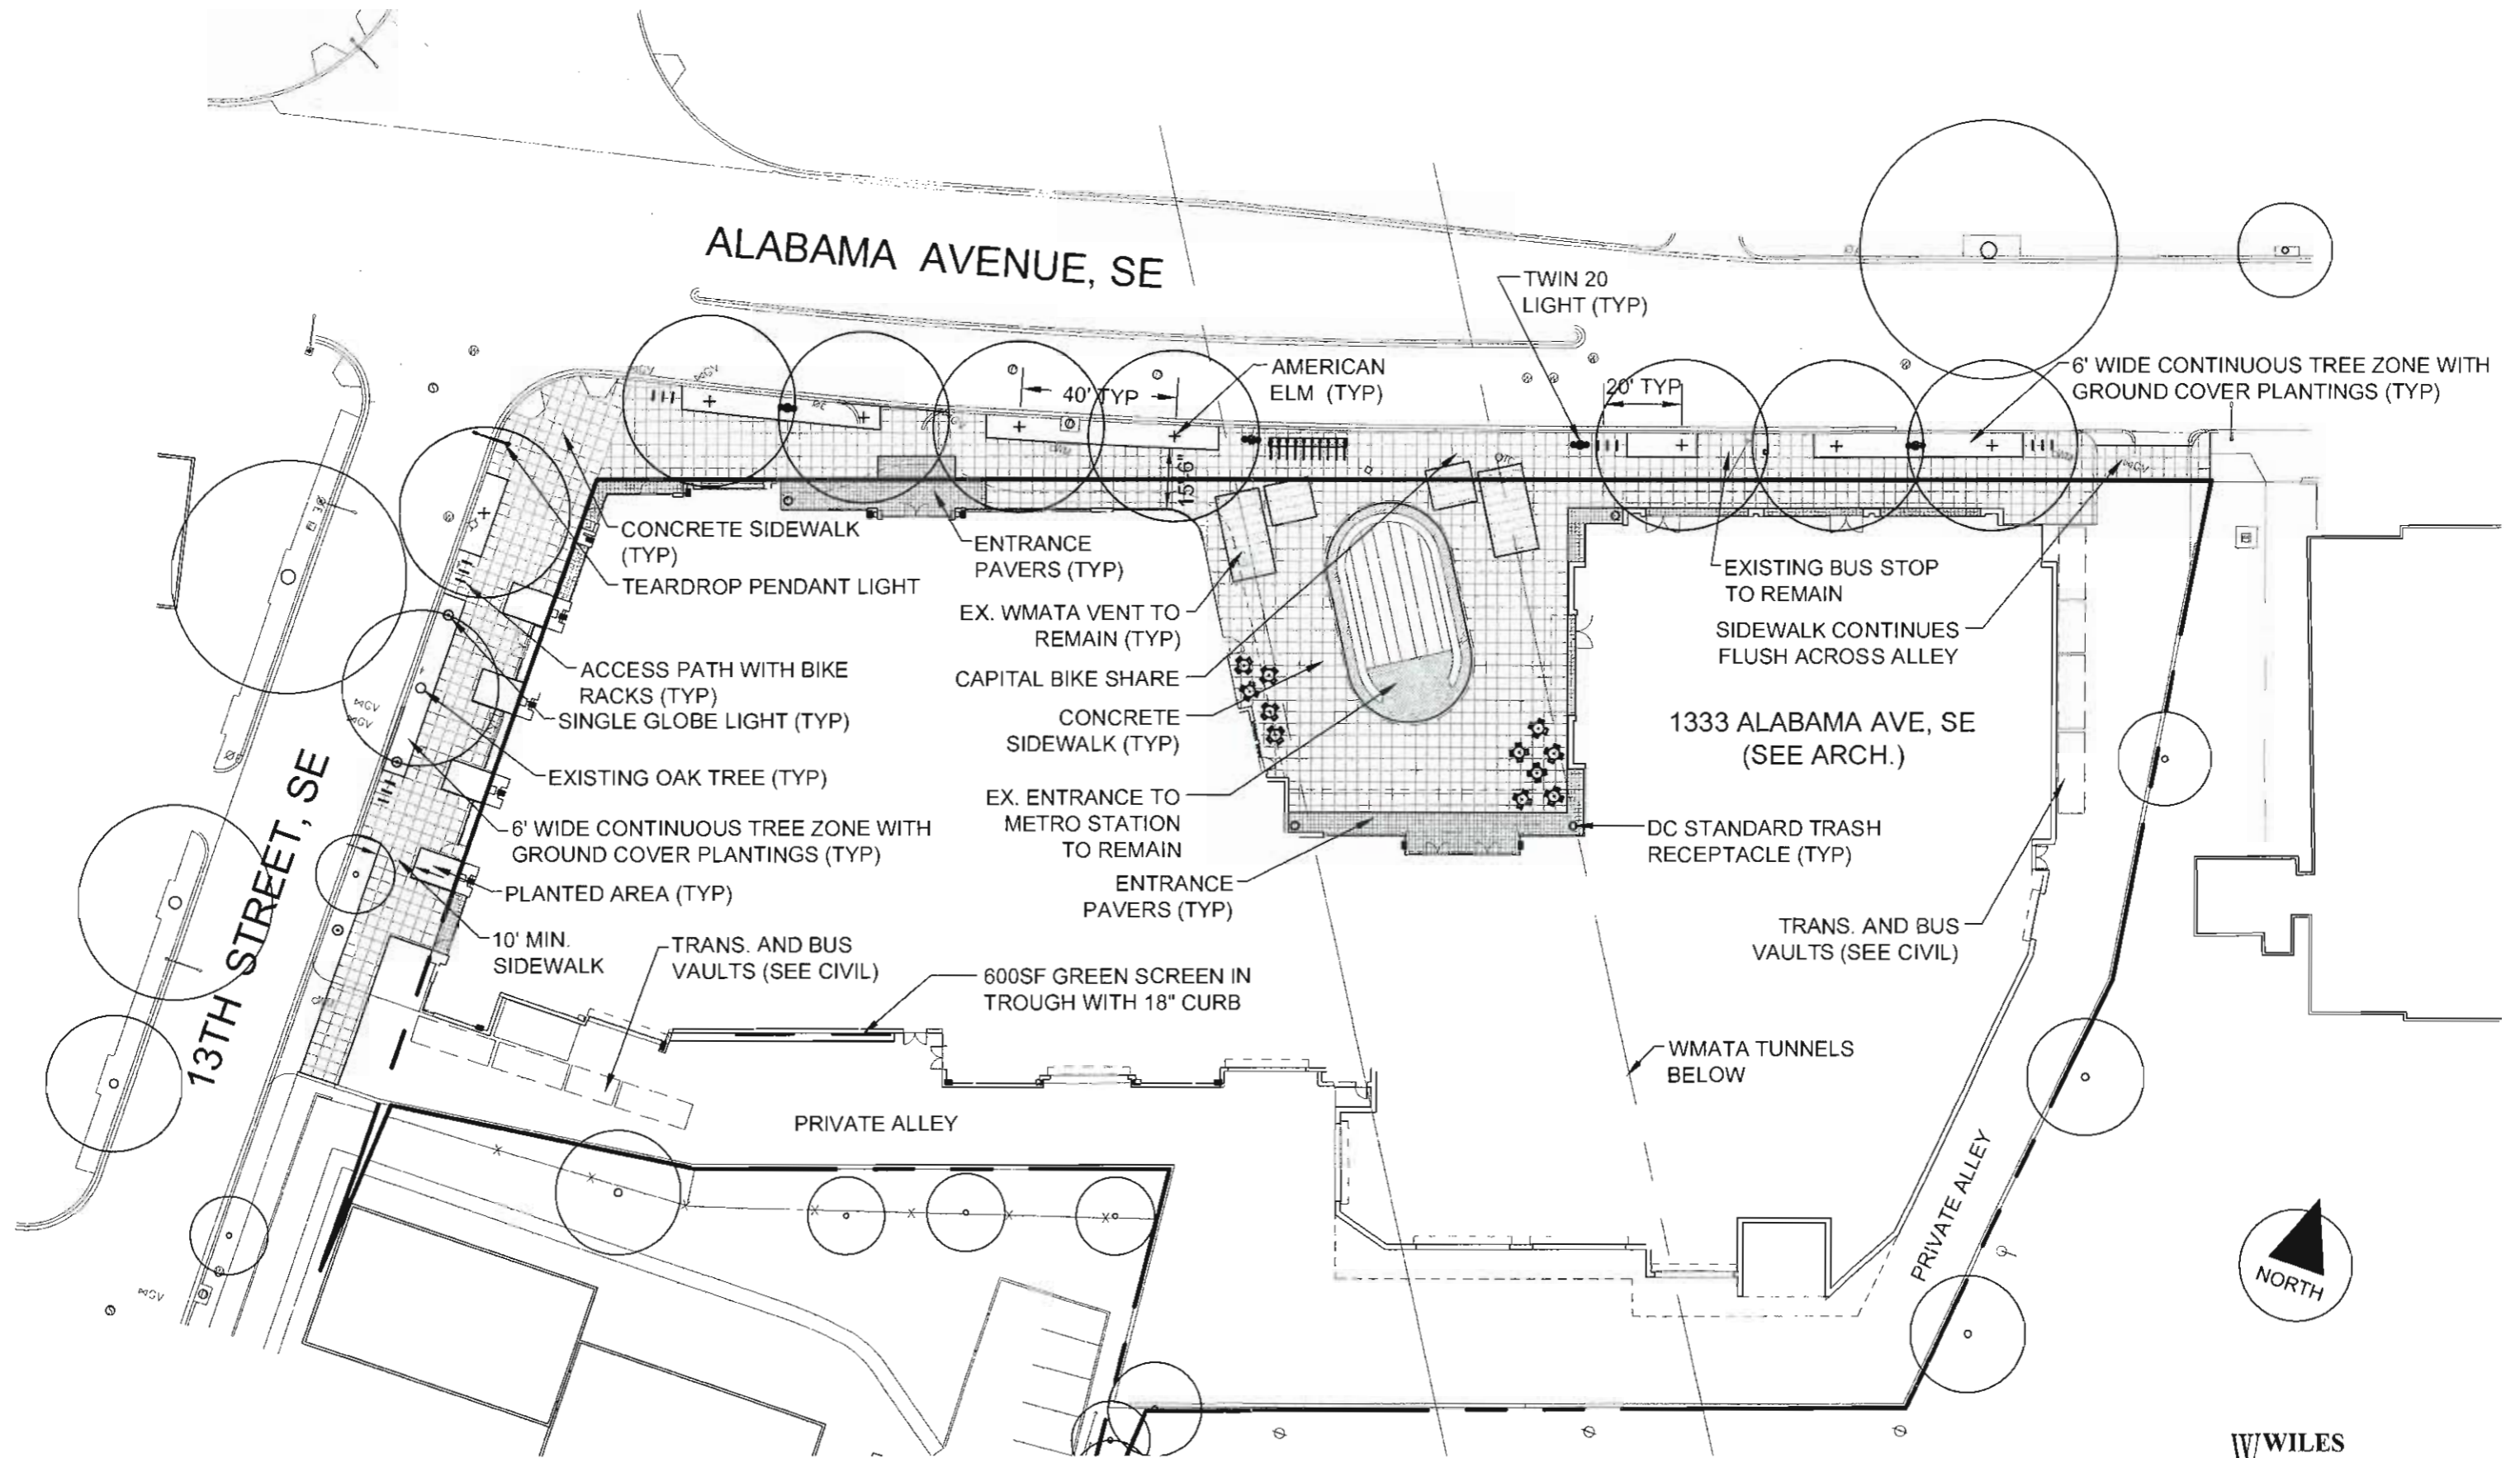 ALABAMA AVENUE, SE
TWIN 20
LIGHT (TYP)
AMERICAN
ELM (TYP)
40' TYP
20' TYP
6' WIDE CONTINUOUS TREE ZONE WITH
GROUND COVER PLANTINGS (TYP)
15'6"
CONCRETE SIDEWALK
(TYP)
TEARDROP PENDANT LIGHT
ENTRANCE
PAVERS (TYP)
EX. WMATA VENT TO
REMAIN (TYP)
EXISTING BUS STOP
TO REMAIN
SIDEWALK CONTINUES
FLUSH ACROSS ALLEY
ACCESS PATH WITH BIKE
RACKS (TYP)
SINGLE GLOBE LIGHT (TYP)
CAPITAL BIKE SHARE
CONCRETE
SIDEWALK (TYP)
1333 ALABAMA AVE, SE
(SEE ARCH.)
EXISTING OAK TREE (TYP)
EX. ENTRANCE TO
METRO STATION
TO REMAIN
6' WIDE CONTINUOUS TREE ZONE WITH
GROUND COVER PLANTINGS (TYP)
DC STANDARD TRASH
RECEPTACLE (TYP)
PLANTED AREA (TYP)
ENTRANCE
PAVERS (TYP)
13TH STREET, SE
10' MIN.
SIDEWALK
TRANS. AND BUS
VAULTS (SEE CIVIL)
TRANS. AND BUS
VAULTS (SEE CIVIL)
600SF GREEN SCREEN IN
TROUGH WITH 18" CURB
WMATA TUNNELS
BELOW
PRIVATE ALLEY
PRIVATE ALLEY
NORTH
GV
GV
GV
GV
GV
GV
WILES